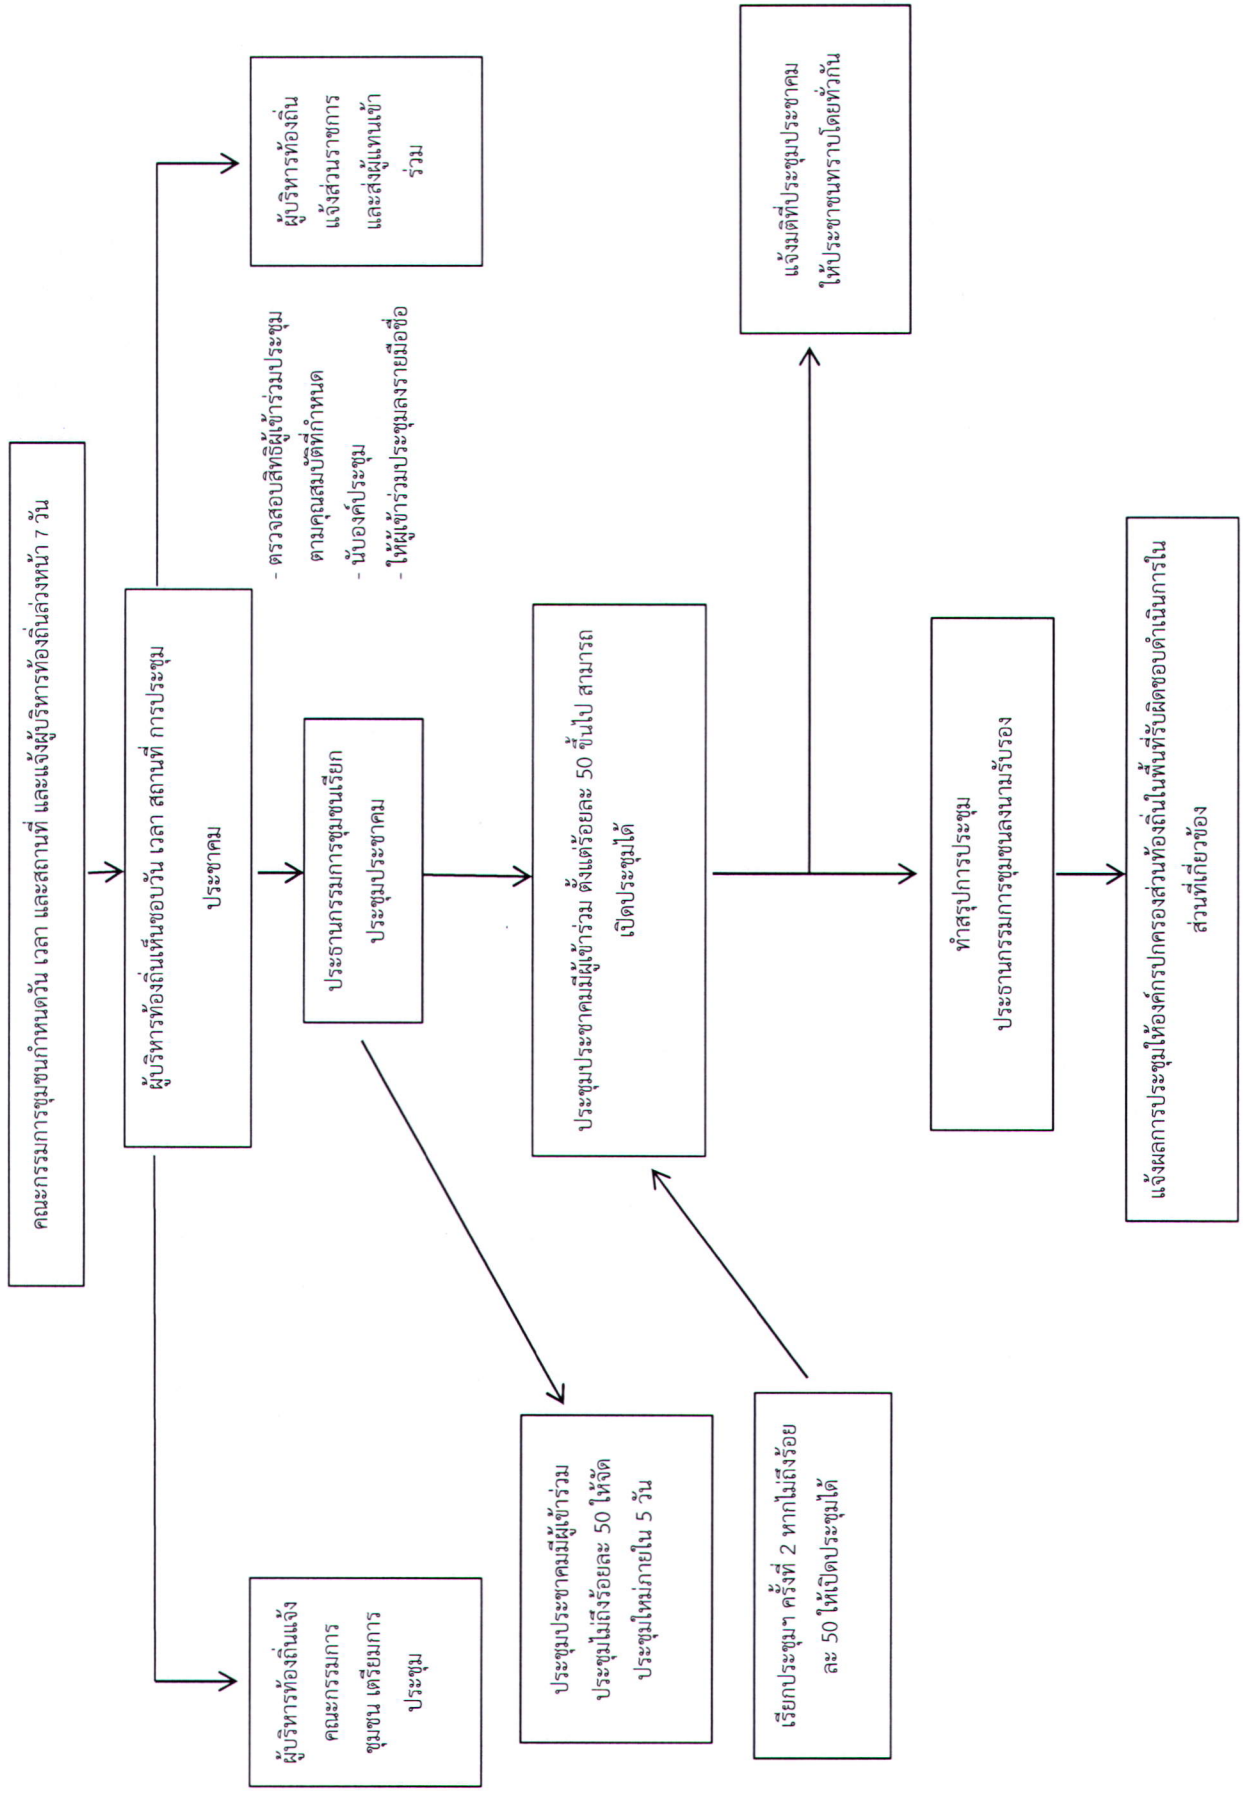 คณะกรรมการชุมชนกำหนดวัน เวลา และสถานที่ และแจ้งผู้บริหารท้องถิ่นล่วงหน้า 7 วัน
ผู้บริหารท้องถิ่นเห็นชอบวัน เวลา สถานที่ การประชุม
ประชาคม
ผู้บริหารท้องถิ่นแจ้ง
คณะกรรมการ
ชุมชน เตรียมการ
ประชุม
ประธานกรรมการชุมชนเรียก
ประชุมประชาคม
- ตรวจสอบสิทธิผู้เข้าร่วมประชุม
ตามคุณสมบัติที่กำหนด
- นับองค์ประชุม
- ให้ผู้เข้าร่วมประชุมลงรายมือชื่อ
ผู้บริหารท้องถิ่น
แจ้งส่วนราชการ
และส่งผู้แทนเข้า
ร่วม
ประชุมประชาคมมีผู้เข้าร่วม
ประชุมไม่ถึงร้อยละ 50 ให้จัด
ประชุมใหม่ภายใน 5 วัน
ประชุมประชาคมมีผู้เข้าร่วม ตั้งแต่ร้อยละ 50 ขึ้นไป สามารถ
เปิดประชุมได้
เรียกประชุมฯ ครั้งที่ 2 หากไม่ถึงร้อย
ละ 50 ให้เปิดประชุมได้
แจ้งมติที่ประชุมประชาคม
ให้ประชาชนทราบโดยทั่วกัน
ทำสรุปการประชุม
ประธานกรรมการชุมชนลงนามรับรอง
แจ้งผลการประชุมให้องค์กรปกครองส่วนท้องถิ่นในพื้นที่รับผิดชอบดำเนินการใน
ส่วนที่เกี่ยวข้อง